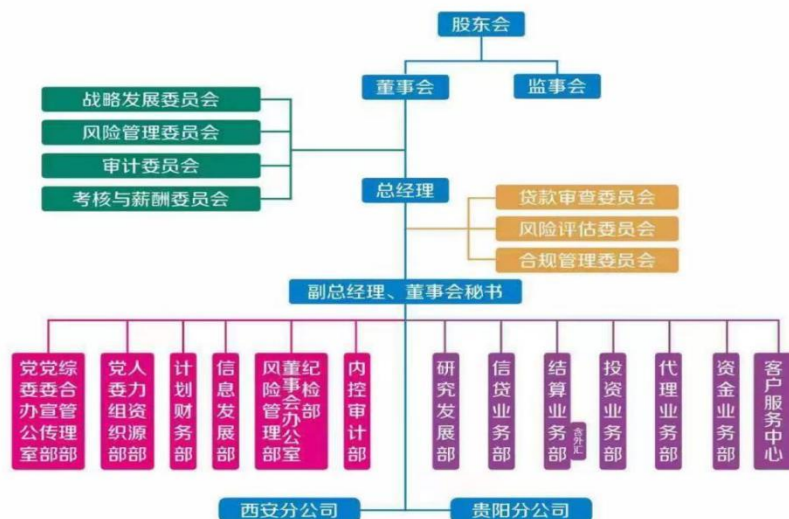 股东会
董事会
监事会
战略发展委员会
风险管理委员会
审计委员会
考核与薪酬委员会
总经理
贷款审查委员会
风险评估委员会
合规管理委员会
副总经理、董事会秘书
党委办公室
党委宣传部
综合管理部
党委组织部
人力资源部
计划财务部
信息发展部
风险管理部
董事会办公室
纪检部
内控审计部
研究发展部
信贷业务部
结算业务部
含外汇
投资业务部
代理业务部
资金业务部
客户服务中心
西安分公司
贵阳分公司